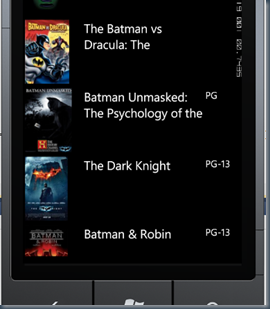 The Batman vs
Dracula: The
Batman Unmasked: PG
The Psychology of the
The Dark Knight PG-13
Batman & Robin PG-13